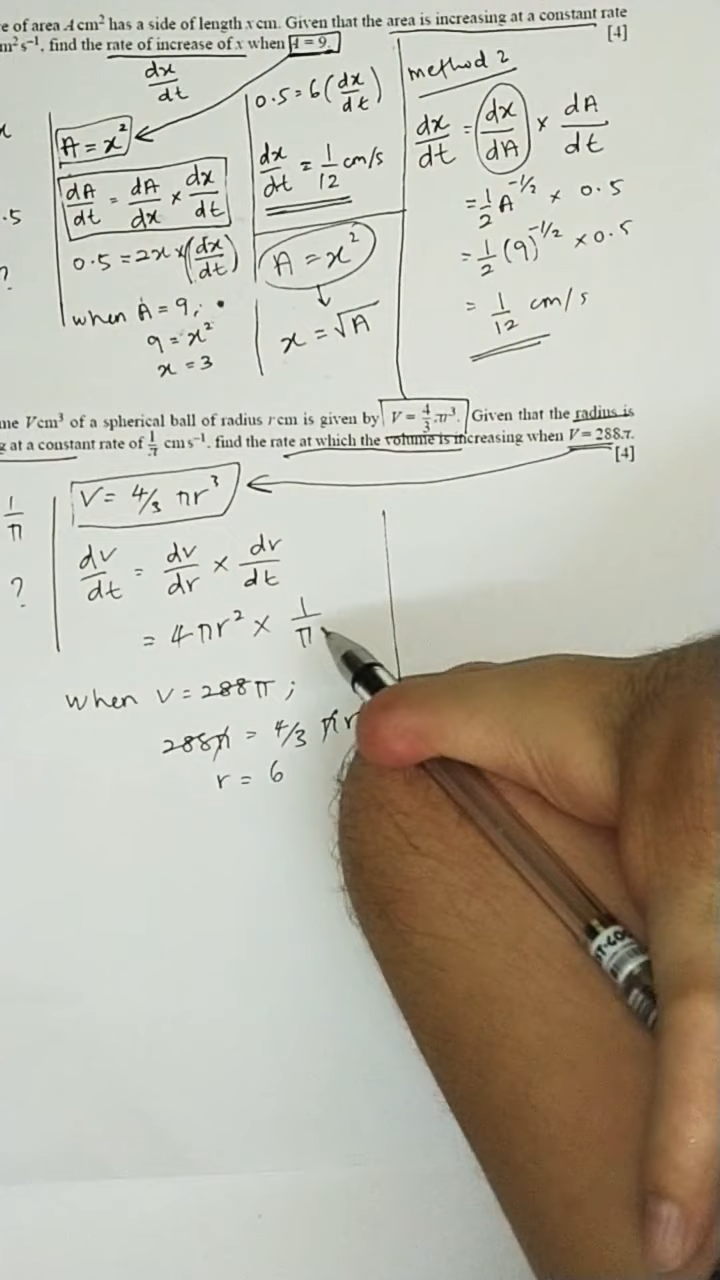 e of area A cm² has a side of length x cm. Given that the area is increasing at a constant rate
m² s⁻¹, find the rate of increase of x when A = 9.
[4]
dx/dt
A = x²
dA/dt = dA/dx × dx/dt
.5
0.5 = 2x × (dx/dt)
?
when A = 9;
9 = x²
x = 3
0.5 = 6 (dx/dt)
dx/dt = 1/12 cm/s
A = x²
↓
x = √A
method 2
dx/dt = dx/dA × dA/dt
= 1/2 A^-1/2 × 0.5
= 1/2 (9)^-1/2 × 0.5
= 1/12 cm/s
me V cm³ of a spherical ball of radius r cm is given by V = 4/3 πr³. Given that the radius is
g at a constant rate of 1/π cm s⁻¹, find the rate at which the volume is increasing when V = 288π.
[4]
1/π
?
V = 4/3 πr³
dv/dt = dv/dr × dr/dt
= 4πr² × 1/π
when V = 288π;
288π = 4/3 πr
r = 6